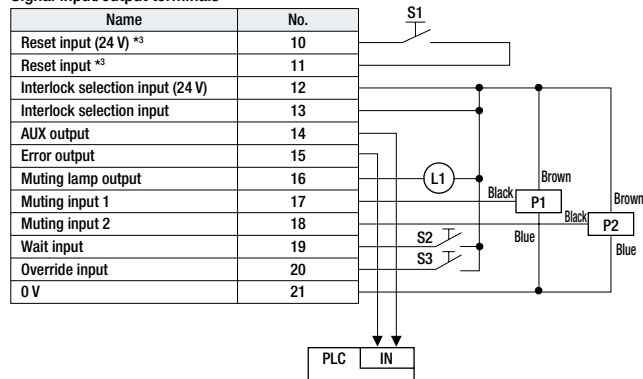 Signal input/output terminals
Name No.
Reset input (24 V) *3 10
Reset input *3 11
Interlock selection input (24 V) 12
Interlock selection input 13
AUX output 14
Error output 15
Muting lamp output 16
Muting input 1 17
Muting input 2 18
Wait input 19
Override input 20
0 V 21
S1
L1
S2
S3
Brown
Black
P1
Blue
Brown
Black
P2
Blue
PLC IN